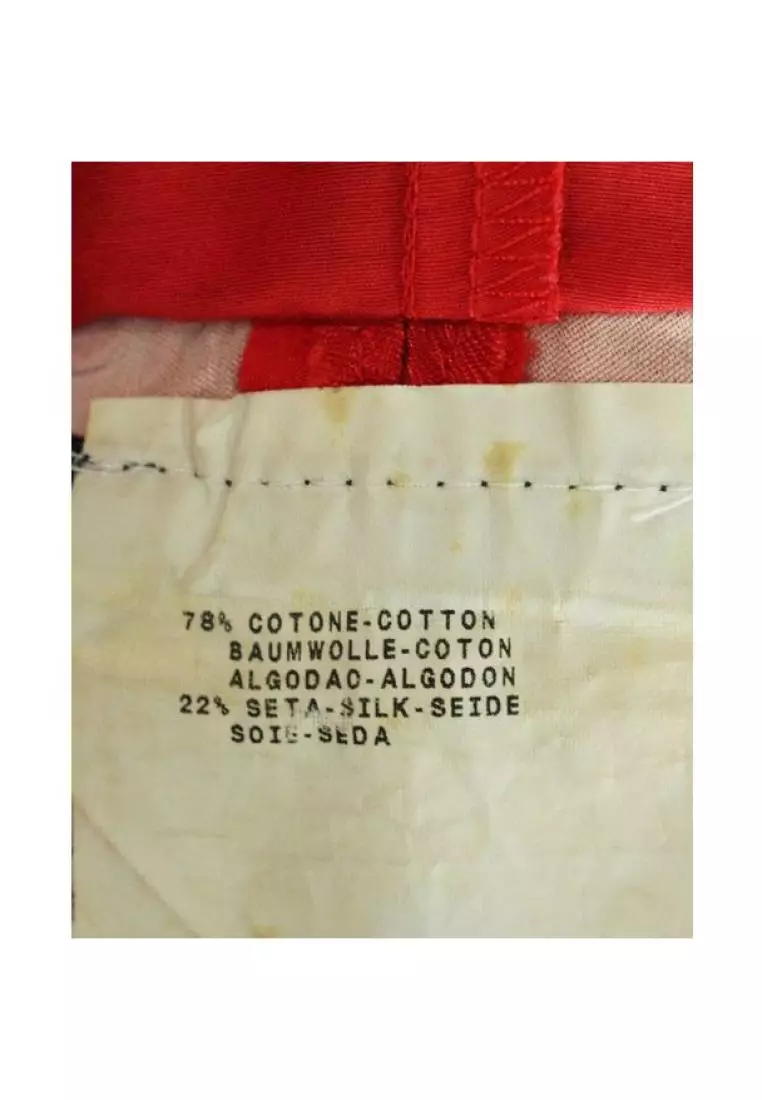 78% COTONE-COTTON
BAUMWOLLE-COTON
ALGODAO-ALGODON
22% SETA-SILK-SEIDE
SOIE-SEDA